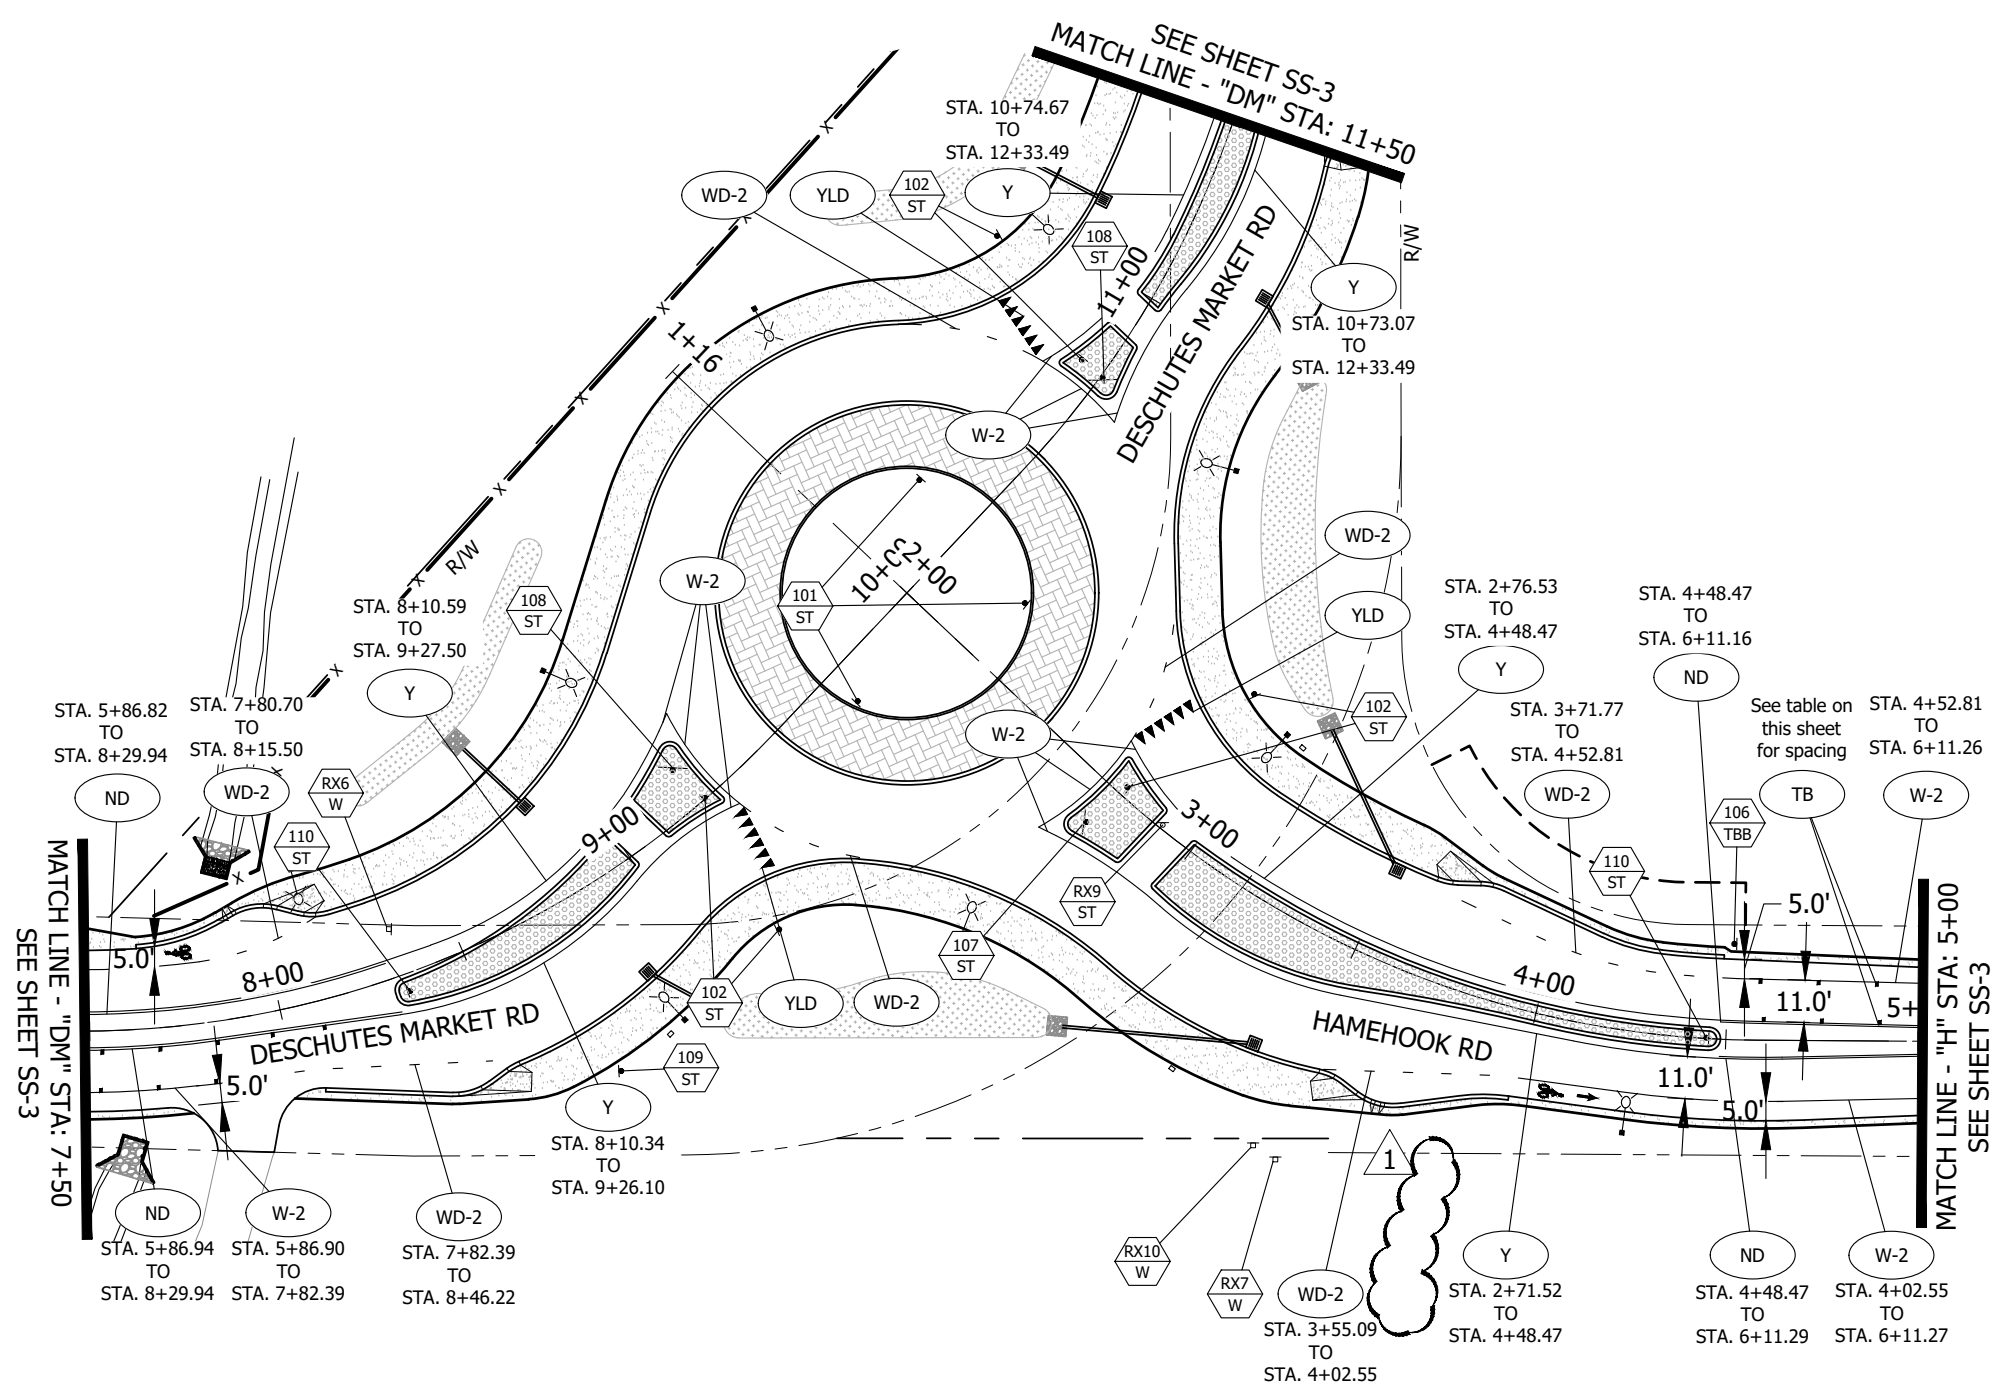 SEE SHEET SS-3
MATCH LINE - "DM" STA: 11+50
STA. 10+74.67
TO
STA. 12+33.49
WD-2
YLD
102
ST
Y
108
ST
11+00
DESCHUTES MARKET RD
R/W
Y
STA. 10+73.07
TO
STA. 12+33.49
1+16
W-2
R/W
WD-2
YLD
W-2
101
ST
10+0
2+00
STA. 8+10.59
TO
STA. 9+27.50
Y
108
ST
STA. 2+76.53
TO
STA. 4+48.47
Y
STA. 4+48.47
TO
STA. 6+11.16
ND
102
ST
W-2
STA. 5+86.82
TO
STA. 8+29.94
ND
STA. 7+80.70
TO
STA. 8+15.50
WD-2
RX6
W
110
ST
STA. 3+71.77
TO
STA. 4+52.81
WD-2
See table on
this sheet
for spacing
TB
STA. 4+52.81
TO
STA. 6+11.26
W-2
106
TBB
110
ST
9+00
3+00
RX9
ST
107
ST
MATCH LINE - "DM" STA: 7+50
SEE SHEET SS-3
5.0'
8+00
DESCHUTES MARKET RD
5.0'
102
ST
YLD
WD-2
109
ST
HAMEHOOK RD
4+00
5.0'
11.0'
5+
11.0'
5.0'
MATCH LINE - "H" STA: 5+00
SEE SHEET SS-3
Y
STA. 8+10.34
TO
STA. 9+26.10
ND
STA. 5+86.94
TO
STA. 8+29.94
W-2
STA. 5+86.90
TO
STA. 7+82.39
WD-2
STA. 7+82.39
TO
STA. 8+46.22
1
RX10
W
RX7
W
WD-2
STA. 3+55.09
TO
STA. 4+02.55
Y
STA. 2+71.52
TO
STA. 4+48.47
ND
STA. 4+48.47
TO
STA. 6+11.29
W-2
STA. 4+02.55
TO
STA. 6+11.27
X
X
X
X
X
X
X
X
X
X